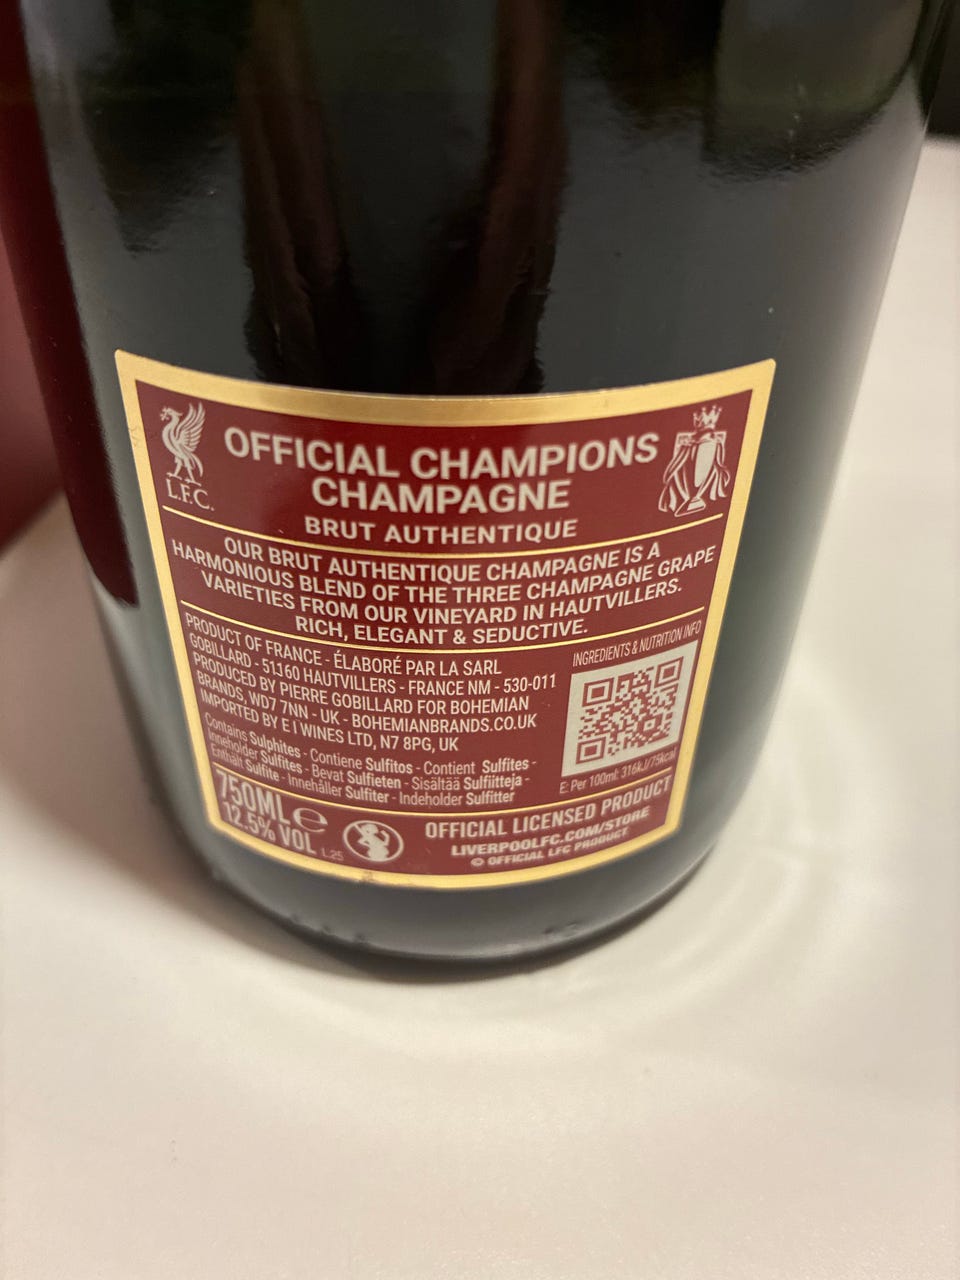 L.F.C.
OFFICIAL CHAMPIONS
CHAMPAGNE
BRUT AUTHENTIQUE
OUR BRUT AUTHENTIQUE CHAMPAGNE IS A
HARMONIOUS BLEND OF THE THREE CHAMPAGNE GRAPE
VARIETIES FROM OUR VINEYARD IN HAUTVILLERS.
RICH, ELEGANT & SEDUCTIVE.
PRODUCT OF FRANCE - ÉLABORÉ PAR LA SARL
GOBILLARD - 51160 HAUTVILLERS - FRANCE NM - 530-011
PRODUCED BY PIERRE GOBILLARD FOR BOHEMIAN
BRANDS, WD7 7NN - UK - BOHEMIANBRANDS.CO.UK
IMPORTED BY E I WINES LTD, N7 8PG, UK
Contains Sulphites - Contiene Sulfitos - Contient Sulfites -
Inneholder Sulfites - Bevat Sulfieten - Sisältää Sulfiitteja -
Enthält Sulfite - Innehåller Sulfiter - Indeholder Sulfitter
INGREDIENTS & NUTRITION INFO
E: Per 100ml: 316kJ/75kcal
750ML e
12.5% VOL L.25
OFFICIAL LICENSED PRODUCT
LIVERPOOLFC.COM/STORE
© OFFICIAL LFC PRODUCT